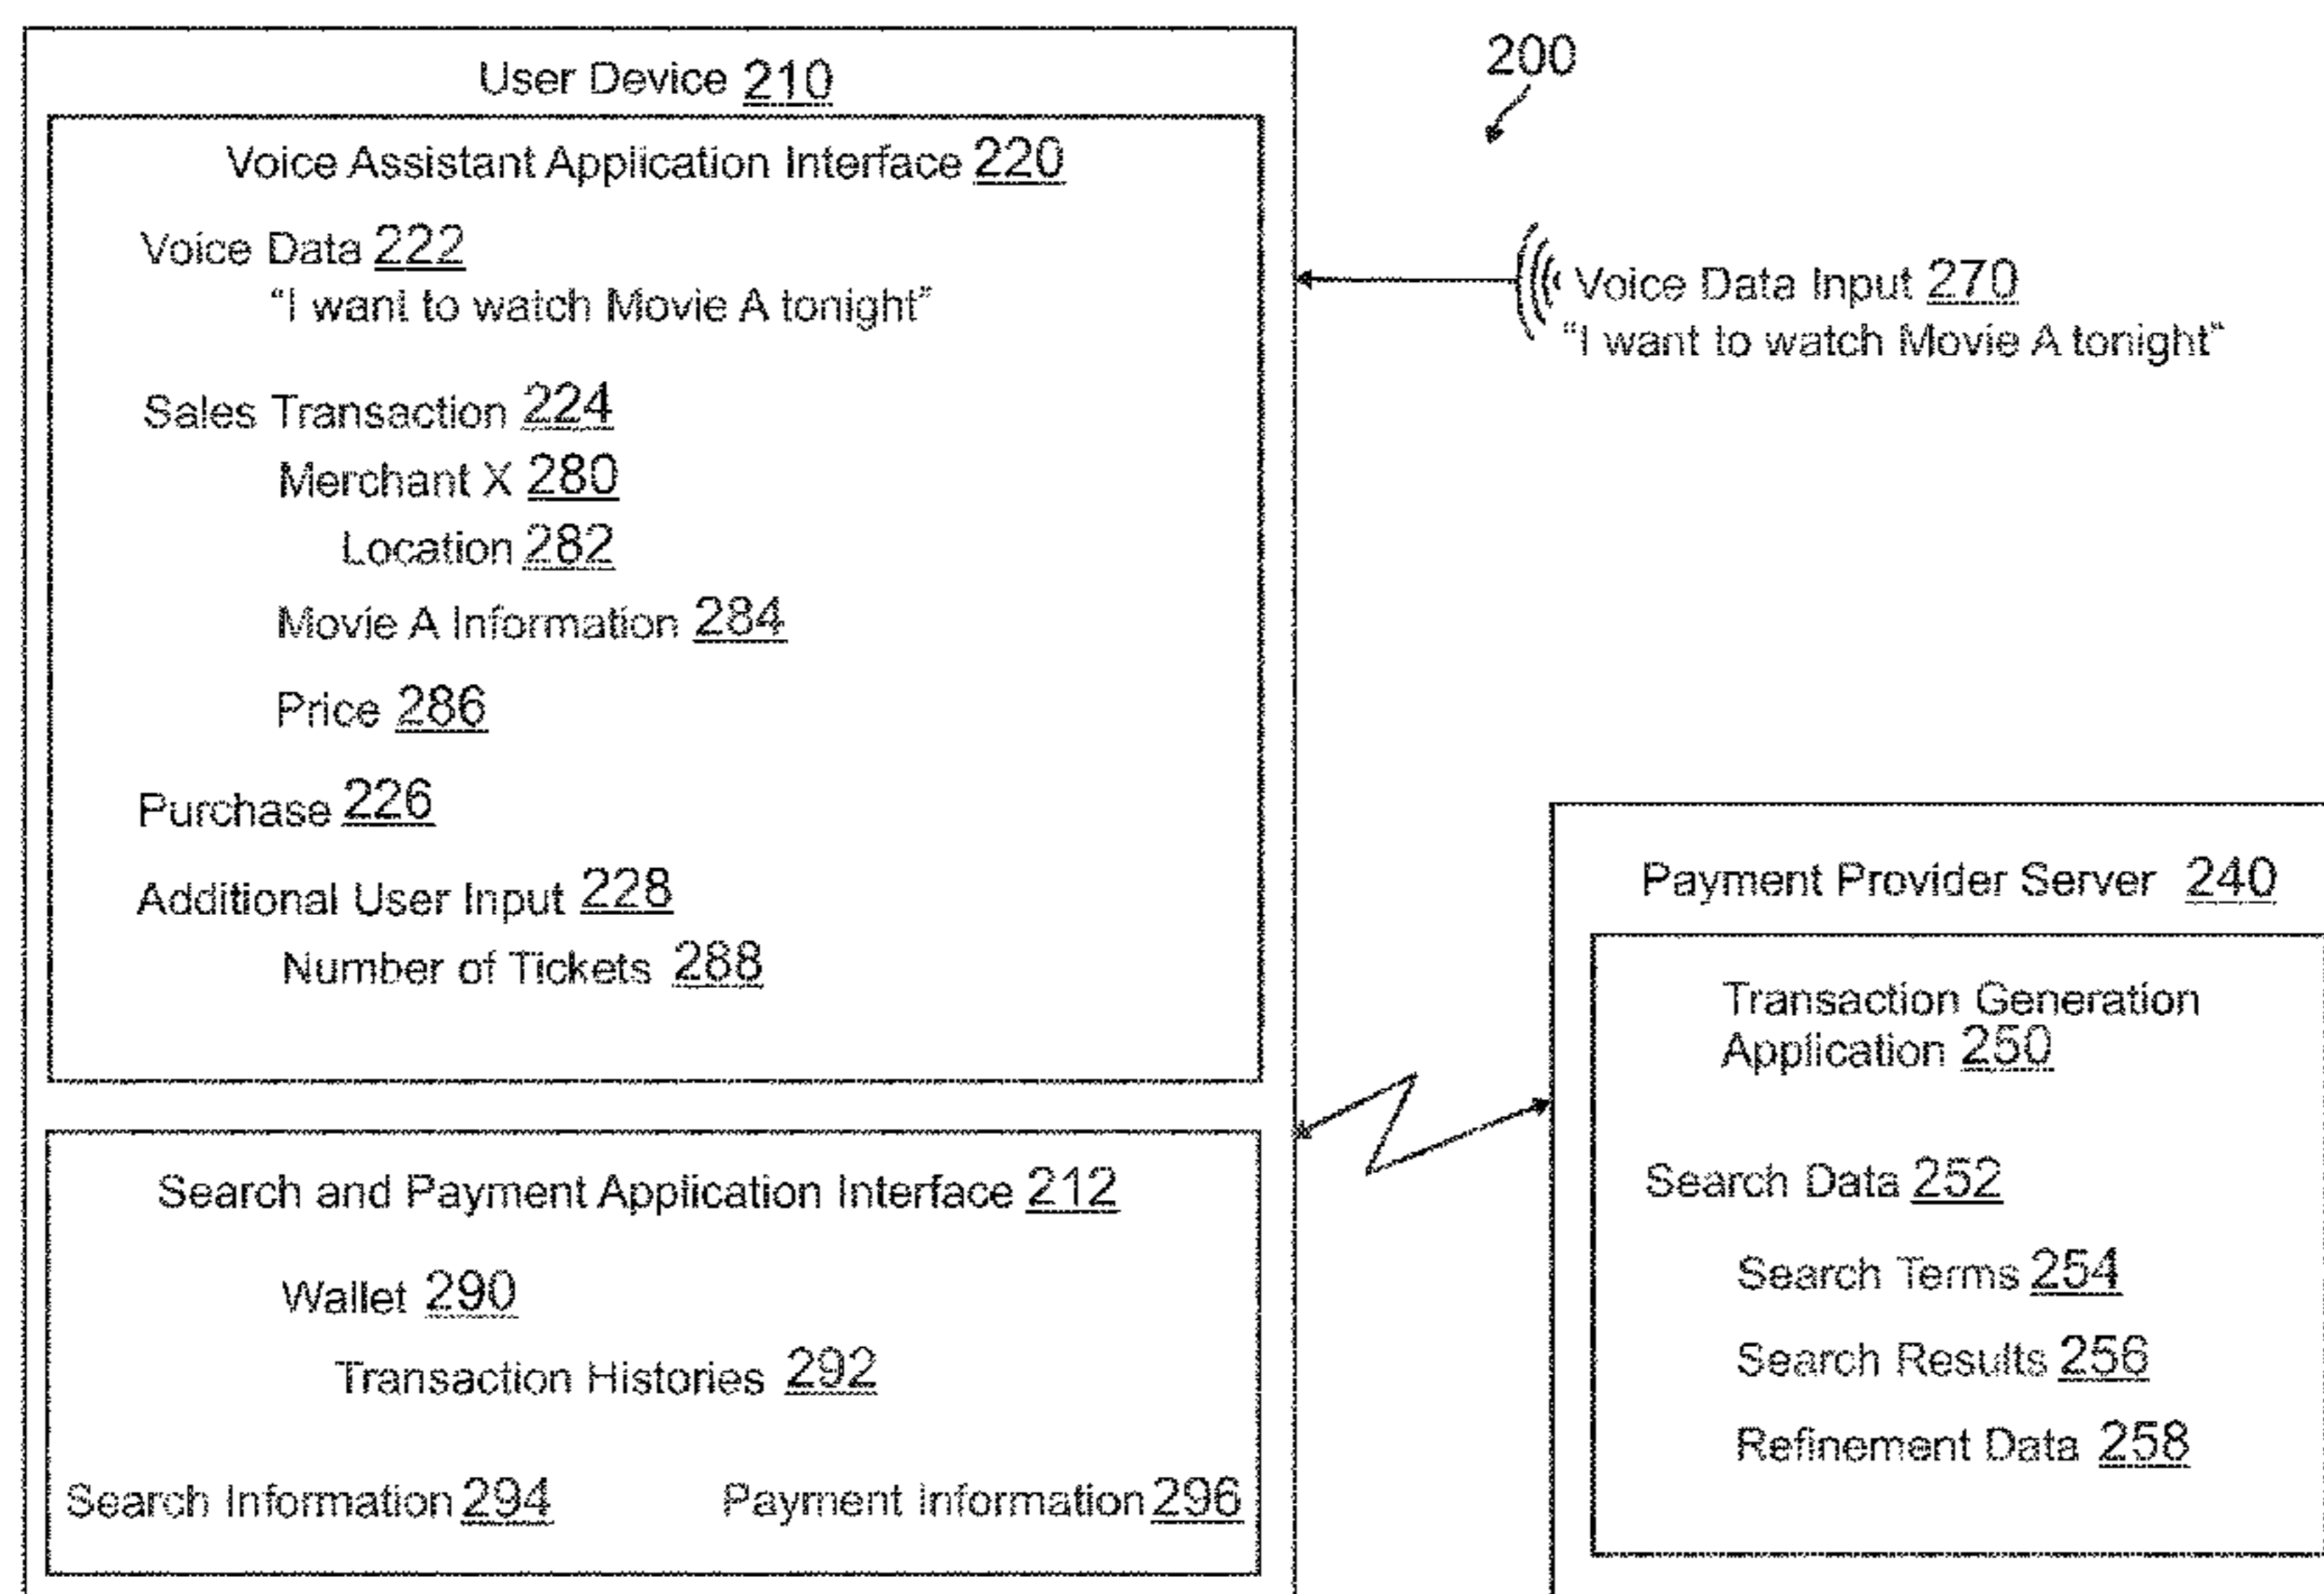 User Device 210
Voice Assistant Application Interface 220
Voice Data 222
"I want to watch Movie A tonight"
Sales Transaction 224
Merchant X 280
Location 282
Movie A Information 284
Price 286
Purchase 226
Additional User Input 228
Number of Tickets 288
Search and Payment Application Interface 212
Wallet 290
Transaction Histories 292
Search Information 294
Payment Information 296
200
Voice Data Input 270
"I want to watch Movie A tonight"
Payment Provider Server 240
Transaction Generation
Application 250
Search Data 252
Search Terms 254
Search Results 256
Refinement Data 258